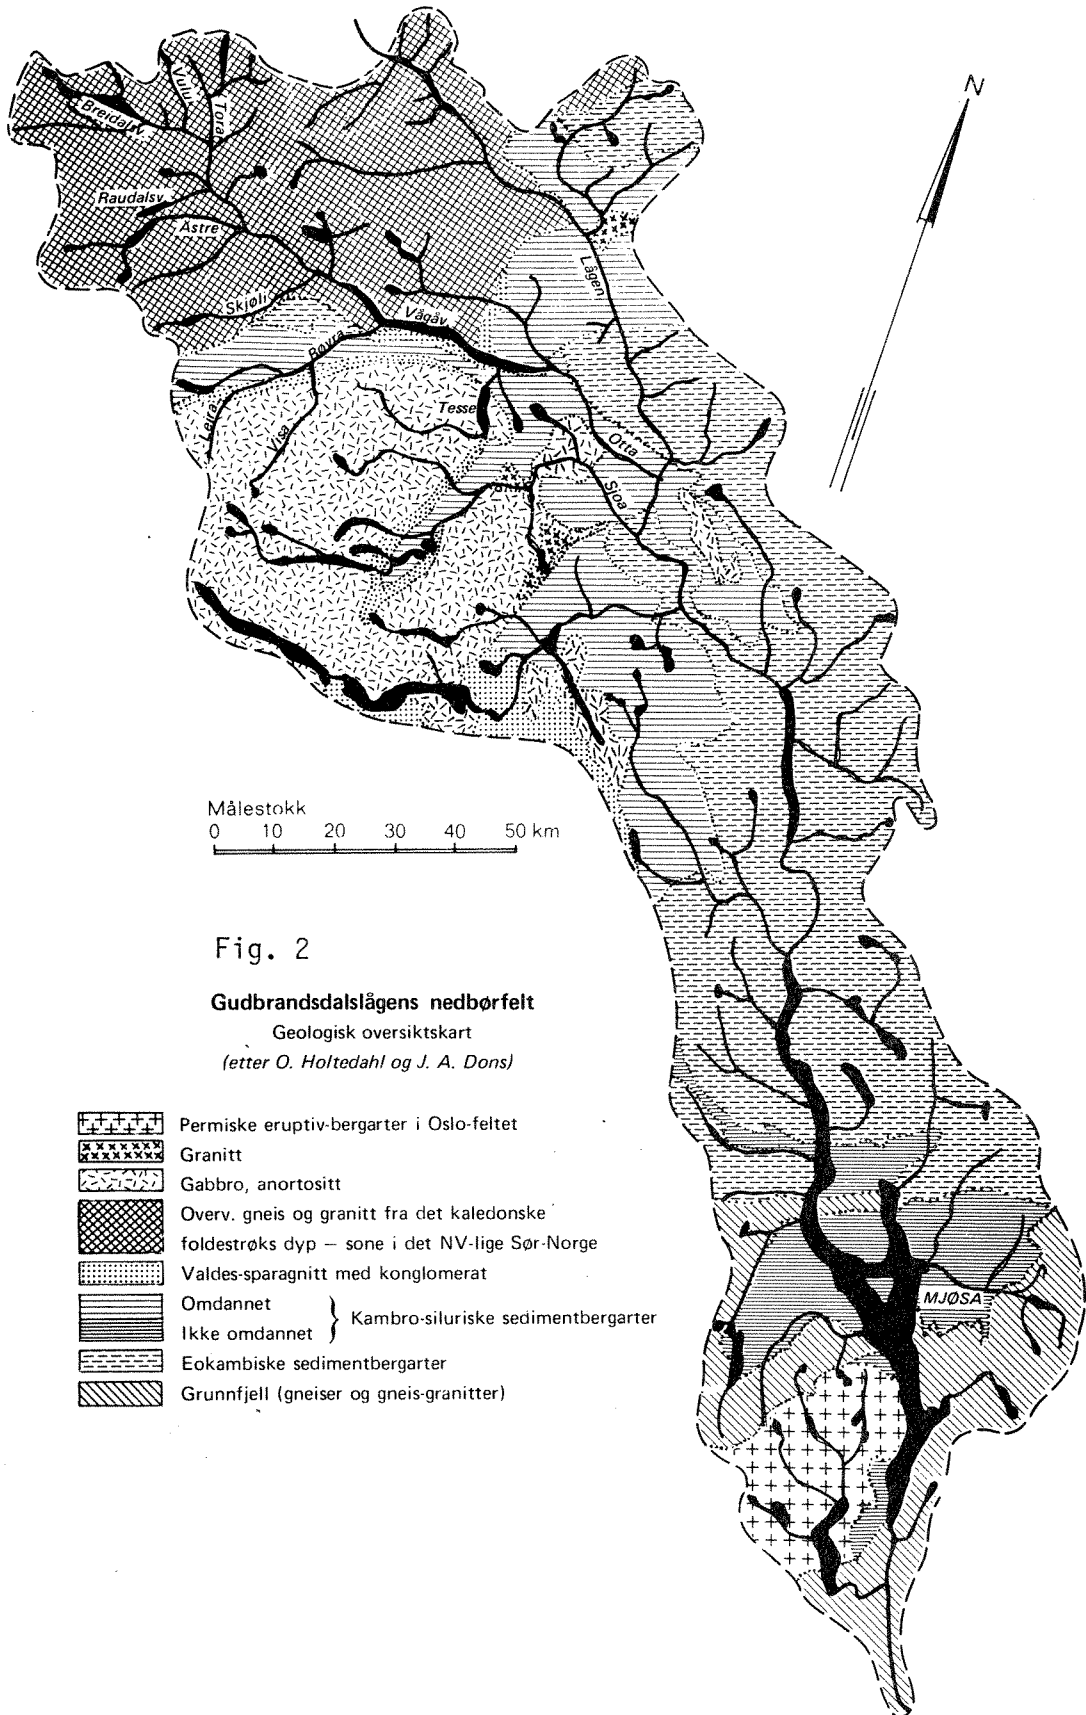 N
Breidalsv.
Vulu
Tora
Raudalsv.
Åstre
Skjøli
Vågåv
Lågen
Bøvra
Leira
Visa
Tesse
Otta
Sjoa
MJØSA
Målestokk
0 10 20 30 40 50 km
Fig. 2
Gudbrandsdalslågens nedbørfelt
Geologisk oversiktskart
(etter O. Holtedahl og J. A. Dons)
Permiske eruptiv-bergarter i Oslo-feltet
Granitt
Gabbro, anortositt
Overv. gneis og granitt fra det kaledonske
foldestrøks dyp – sone i det NV-lige Sør-Norge
Valdes-sparagnitt med konglomerat
Omdannet
Ikke omdannet } Kambro-siluriske sedimentbergarter
Eokambiske sedimentbergarter
Grunnfjell (gneiser og gneis-granitter)